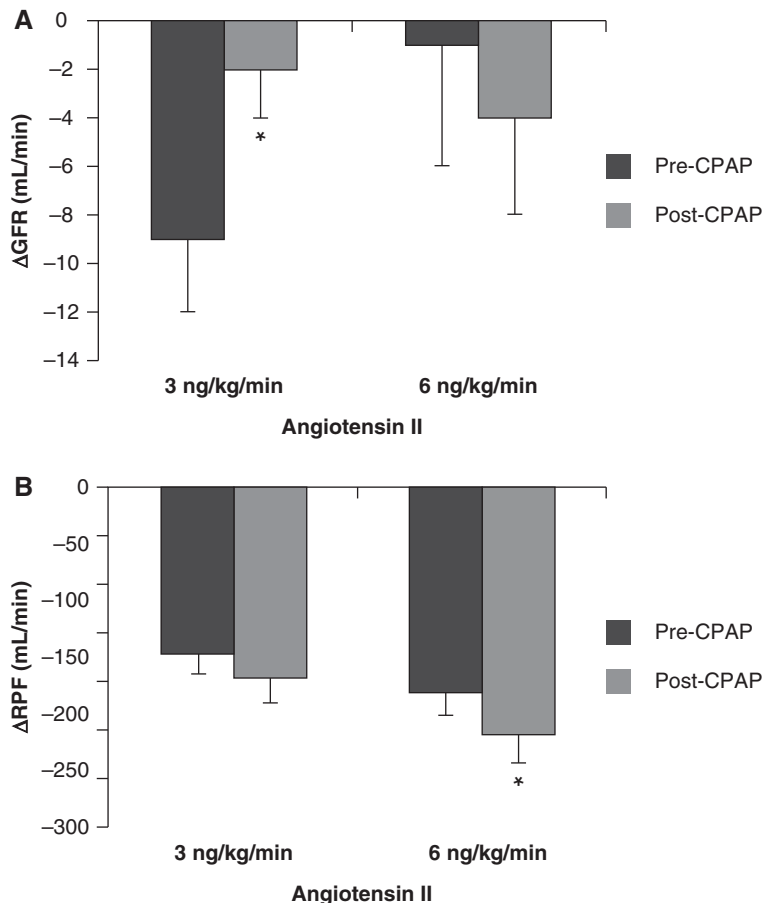 A
0
–2
–4
–6
–8
–10
–12
–14
ΔGFR (mL/min)
*
Pre-CPAP
Post-CPAP
3 ng/kg/min
6 ng/kg/min
Angiotensin II
B
0
–50
–100
–150
–200
–250
–300
ΔRPF (mL/min)
*
Pre-CPAP
Post-CPAP
3 ng/kg/min
6 ng/kg/min
Angiotensin II